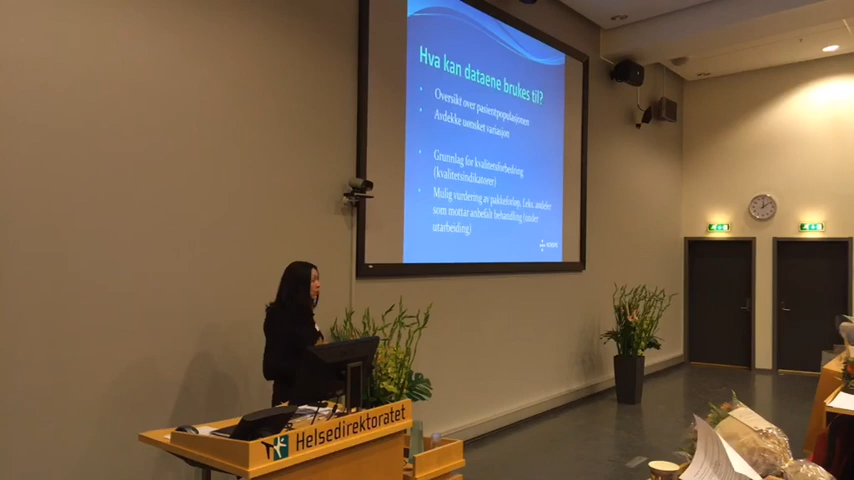 Hva kan dataene brukes til?
Oversikt over pasientpopulasjonen
Avdekke uønsket variasjon
Grunnlag for kvalitetsforbedring
(kvalitetsindikatorer)
Mulig vurdering av pakkeforløp. F.eks. andeler
som mottar anbefalt behandling (under
utarbeiding)
Helsedirektoratet